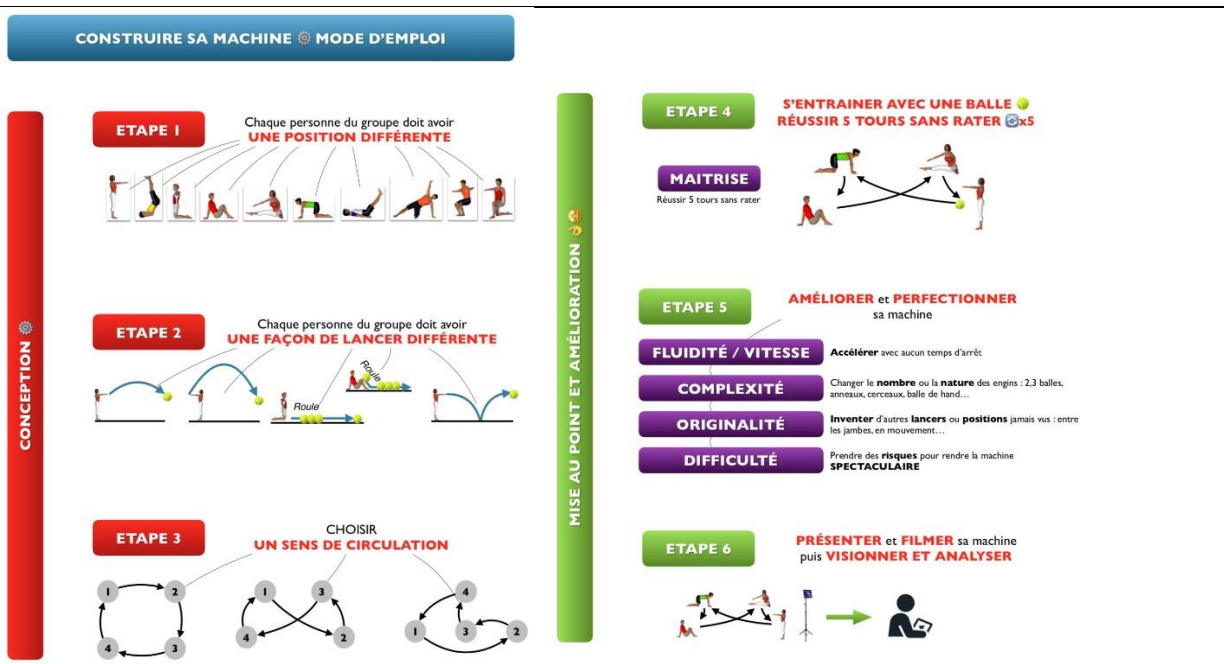 CONSTRUIRE SA MACHINE MODE D'EMPLOI
CONCEPTION
ETAPE 1
Chaque personne du groupe doit avoir
UNE POSITION DIFFÉRENTE
ETAPE 2
Chaque personne du groupe doit avoir
UNE FAÇON DE LANCER DIFFÉRENTE
Roule
Roule
ETAPE 3
CHOISIR
UN SENS DE CIRCULATION
1 2
4 3
1 3
4 2
4
1 3 2
MISE AU POINT ET AMÉLIORATION
ETAPE 4
S'ENTRAINER AVEC UNE BALLE
RÉUSSIR 5 TOURS SANS RATER x5
MAITRISE
Réussir 5 tours sans rater
ETAPE 5
AMÉLIORER et PERFECTIONNER
sa machine
FLUIDITÉ / VITESSE
Accélérer avec aucun temps d'arrêt
COMPLEXITÉ
Changer le nombre ou la nature des engins : 2,3 balles,
anneaux, cerceaux, balle de hand…
ORIGINALITÉ
Inventer d'autres lancers ou positions jamais vus : entre
les jambes, en mouvement…
DIFFICULTÉ
Prendre des risques pour rendre la machine
SPECTACULAIRE
ETAPE 6
PRÉSENTER et FILMER sa machine
puis VISIONNER ET ANALYSER